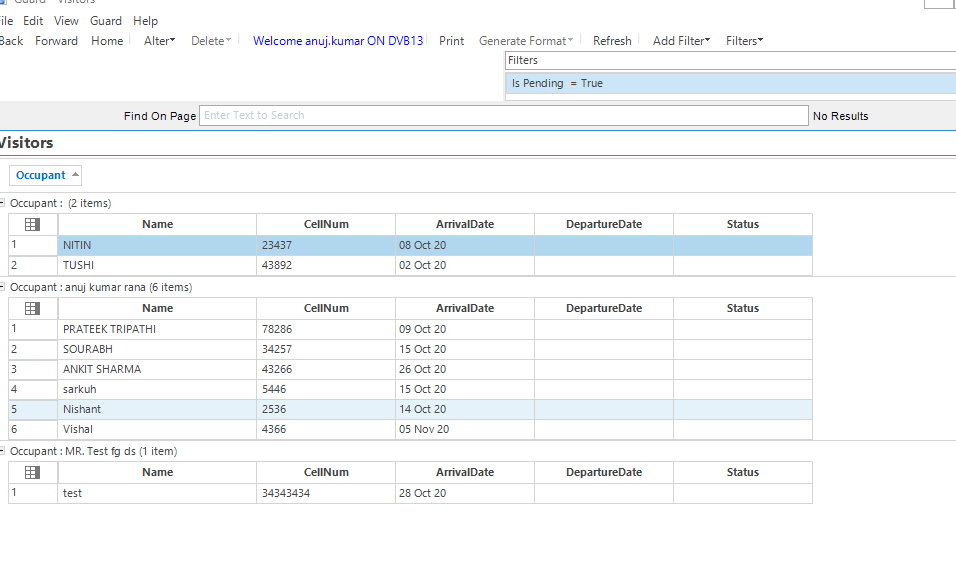 Guard - Visitors
File Edit View Guard Help
Back Forward Home Alter Delete Welcome anuj.kumar ON DVB13 Print Generate Format Refresh Add Filter Filters
Filters
Is Pending = True
Find On Page Enter Text to Search No Results
Visitors
Occupant
Occupant : (2 items)
Name CellNum ArrivalDate DepartureDate Status
1 NITIN 23437 08 Oct 20
2 TUSHI 43892 02 Oct 20
Occupant : anuj kumar rana (6 items)
Name CellNum ArrivalDate DepartureDate Status
1 PRATEEK TRIPATHI 78286 09 Oct 20
2 SOURABH 34257 15 Oct 20
3 ANKIT SHARMA 43266 26 Oct 20
4 sarkuh 5446 15 Oct 20
5 Nishant 2536 14 Oct 20
6 Vishal 4366 05 Nov 20
Occupant : MR. Test fg ds (1 item)
Name CellNum ArrivalDate DepartureDate Status
1 test 34343434 28 Oct 20